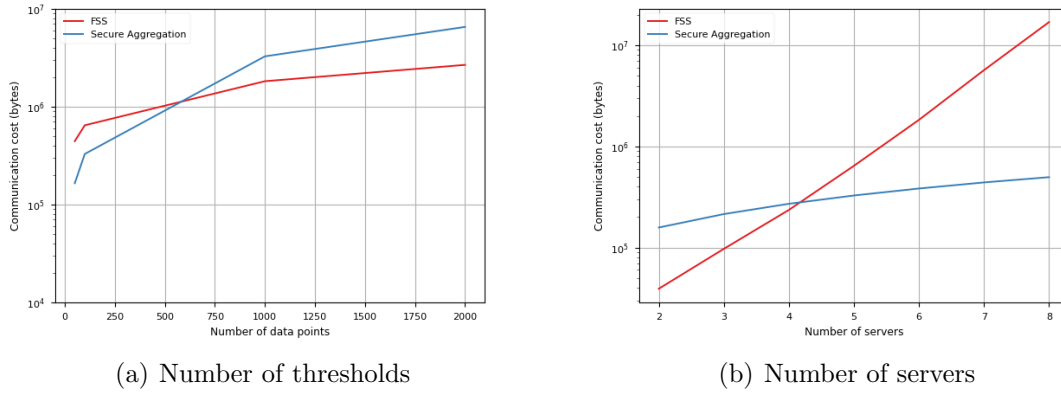 FSS
Secure Aggregation
Communication cost (bytes)
10^7
10^6
10^5
10^4
0 250 500 750 1000 1250 1500 1750 2000
Number of data points
(a) Number of thresholds
FSS
Secure Aggregation
Communication cost (bytes)
10^7
10^6
10^5
2 3 4 5 6 7 8
Number of servers
(b) Number of servers